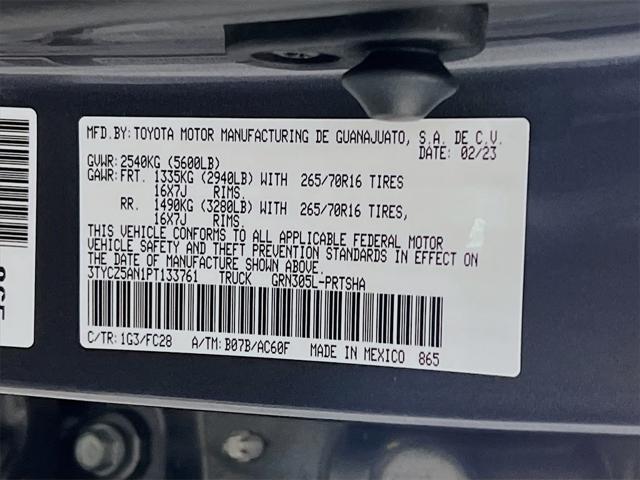 MFD.BY:TOYOTA MOTOR MANUFACTURING DE GUANAJUATO, S.A. DE C.V.
DATE: 02/23
GVWR: 2540KG (5600LB)
GAWR: FRT. 1335KG (2940LB) WITH 265/70R16 TIRES
16X7J RIMS
RR. 1490KG (3280LB) WITH 265/70R16 TIRES,
16X7J RIMS
THIS VEHICLE CONFORMS TO ALL APPLICABLE FEDERAL MOTOR
VEHICLE SAFETY AND THEFT PREVENTION STANDARDS IN EFFECT ON THE
DATE OF MANUFACTURE SHOWN ABOVE.
3TYCZ5AN1PT133761 TRUCK GRN305L-PRTSHA
C/TR: 1G3/FC28 A/TM: B07B/AC60F MADE IN MEXICO 865